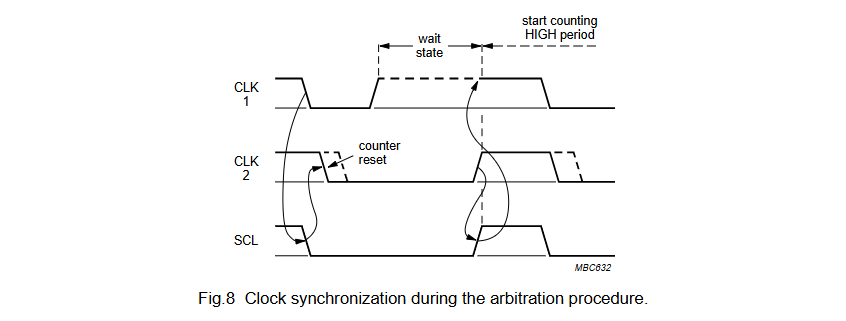 start counting
HIGH period
wait
state
CLK
1
counter
reset
CLK
2
SCL
MBC632
Fig.8 Clock synchronization during the arbitration procedure.